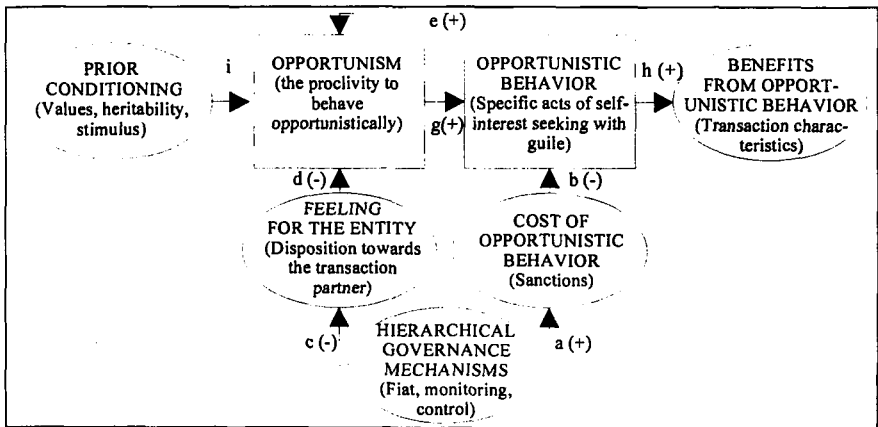 e (+)
PRIOR
CONDITIONING
(Values, heritability,
stimulus)
i
OPPORTUNISM
(the proclivity to
behave
opportunistically)
g(+)
OPPORTUNISTIC
BEHAVIOR
(Specific acts of self-
interest seeking with
guile)
h (+)
BENEFITS
FROM OPPORT-
UNISTIC BEHAVIOR
(Transaction charac-
teristics)
d (-)
b (-)
FEELING
FOR THE ENTITY
(Disposition towards
the transaction
partner)
COST OF
OPPORTUNISTIC
BEHAVIOR
(Sanctions)
c (-)
a (+)
HIERARCHICAL
GOVERNANCE
MECHANISMS
(Fiat, monitoring,
control)